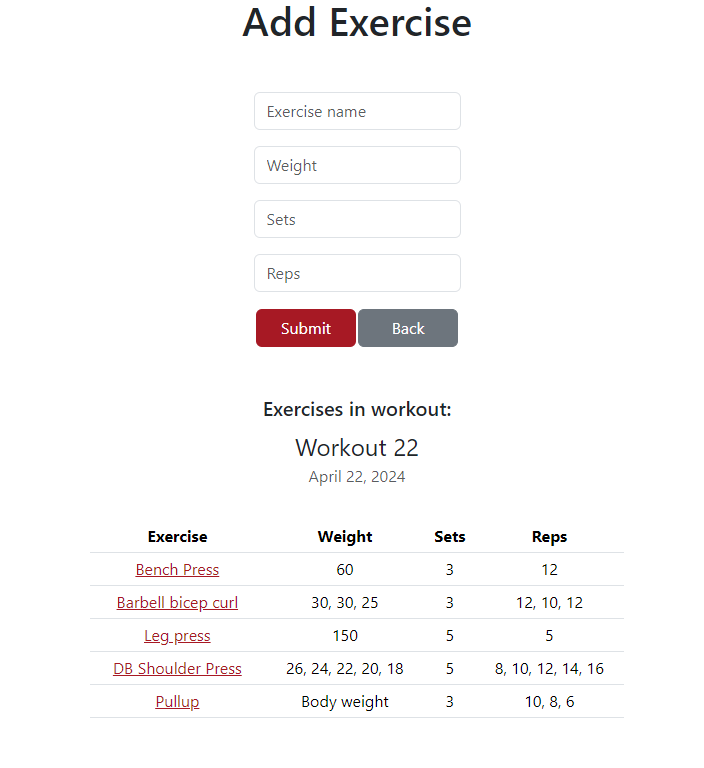 Add Exercise
Exercise name
Weight
Sets
Reps
Submit Back
Exercises in workout:
Workout 22
April 22, 2024
Exercise Weight Sets Reps
Bench Press 60 3 12
Barbell bicep curl 30, 30, 25 3 12, 10, 12
Leg press 150 5 5
DB Shoulder Press 26, 24, 22, 20, 18 5 8, 10, 12, 14, 16
Pullup Body weight 3 10, 8, 6